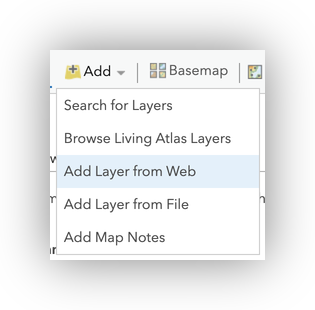 Add Basemap
Search for Layers
Browse Living Atlas Layers
Add Layer from Web
Add Layer from File
Add Map Notes